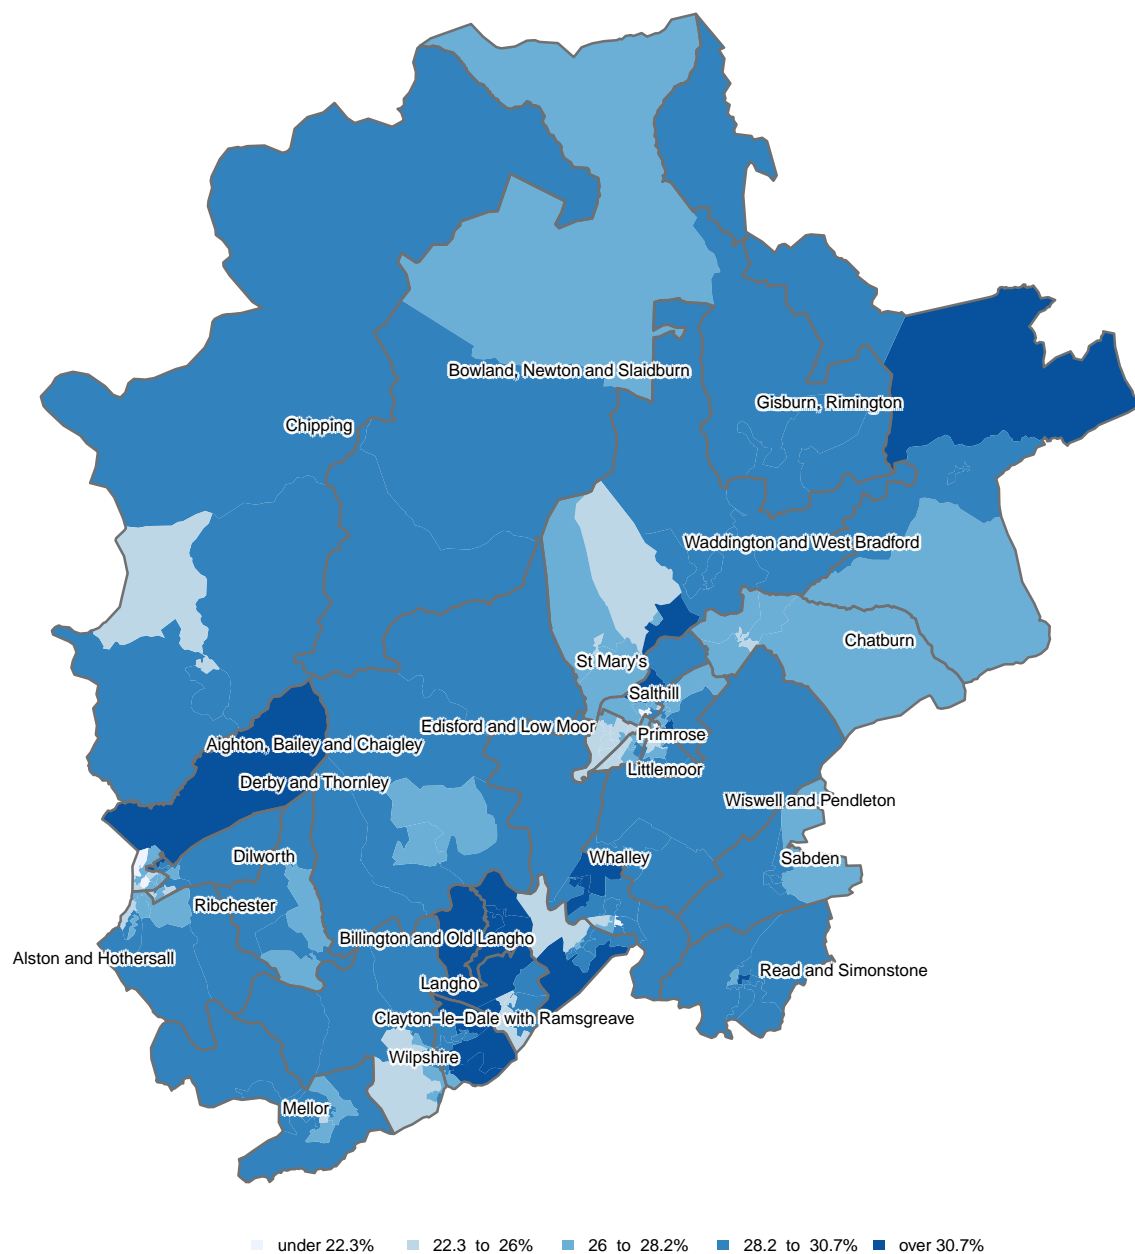 Bowland, Newton and Slaidburn
Gisburn, Rimington
Chipping
Waddington and West Bradford
Chatburn
St Mary's
Salthill
Edisford and Low Moor
Primrose
Aighton, Bailey and Chaigley
Littlemoor
Derby and Thornley
Wiswell and Pendleton
Dilworth
Whalley
Sabden
Ribchester
Billington and Old Langho
Alston and Hothersall
Read and Simonstone
Langho
Clayton−le−Dale with Ramsgreave
Wilpshire
Mellor
under 22.3%
22.3 to 26%
26 to 28.2%
28.2 to 30.7%
over 30.7%